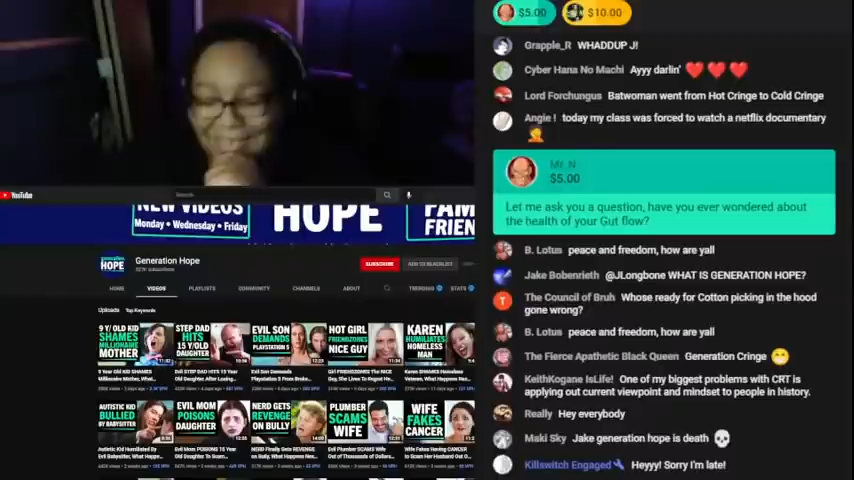 $5.00
$10.00
Grapple_R WHADDUP J!
Cyber Hana No Machi Ayyy darlin' ❤️❤️❤️
Lord Forchungus Batwoman went from Hot Cringe to Cold Cringe
Angie ! today my class was forced to watch a netflix documentary
Mr. N
$5.00
Let me ask you a question, have you ever wondered about
the health of your Gut flow?
B. Lotus peace and freedom, how are yall
Jake Bobenrieth @JLongbone WHAT IS GENERATION HOPE?
The Council of Bruh Whose ready for Cotton picking in the hood
gone wrong?
B. Lotus peace and freedom, how are yall
The Fierce Apathetic Black Queen Generation Cringe 😁
KeithKogane IsLife! One of my biggest problems with CRT is
applying out current viewpoint and mindset to people in history.
Really Hey everybody
Maki Sky Jake generation hope is death 💀
Killswitch Engaged Heyyy! Sorry I'm late!
YouTube
Search
NEW VIDEOS
Monday • Wednesday • Friday
HOPE
FAM
FRIEN
HOPE
Generation Hope
SUBSCRIBE
ADD TO BLACKLIST
HOME VIDEOS PLAYLISTS COMMUNITY CHANNELS ABOUT TRENDING STATS
Uploads Top Keywords
9 Y/ OLD KID
SHAMES
MILLIONAIRE
MOTHER
STEP DAD
HITS
15 Y/OLD
DAUGHTER
EVIL SON
DEMANDS
PLAYSTATION 5
HOT GIRL
FRIENDZONES
NICE GUY
KAREN
HUMILIATES
HOMELESS
MAN
AUTISTIC KID
BULLIED
BY
BABYSITTER
EVIL MOM
POISONS
DAUGHTER
NERD GETS
REVENGE
ON BULLY
PLUMBER
SCAMS
WIFE
WIFE
FAKES
CANCER